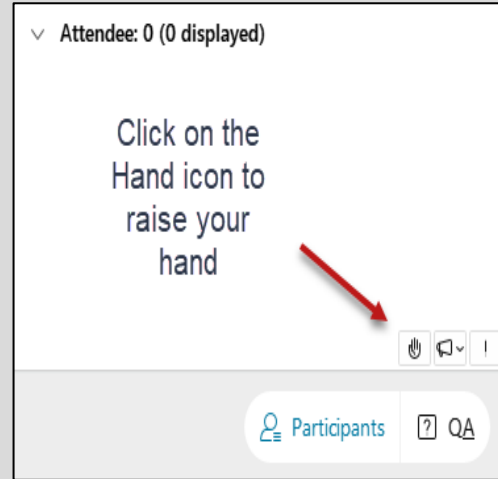 Attendee: 0 (0 displayed)
Click on the
Hand icon to
raise your
hand
Participants
? QA